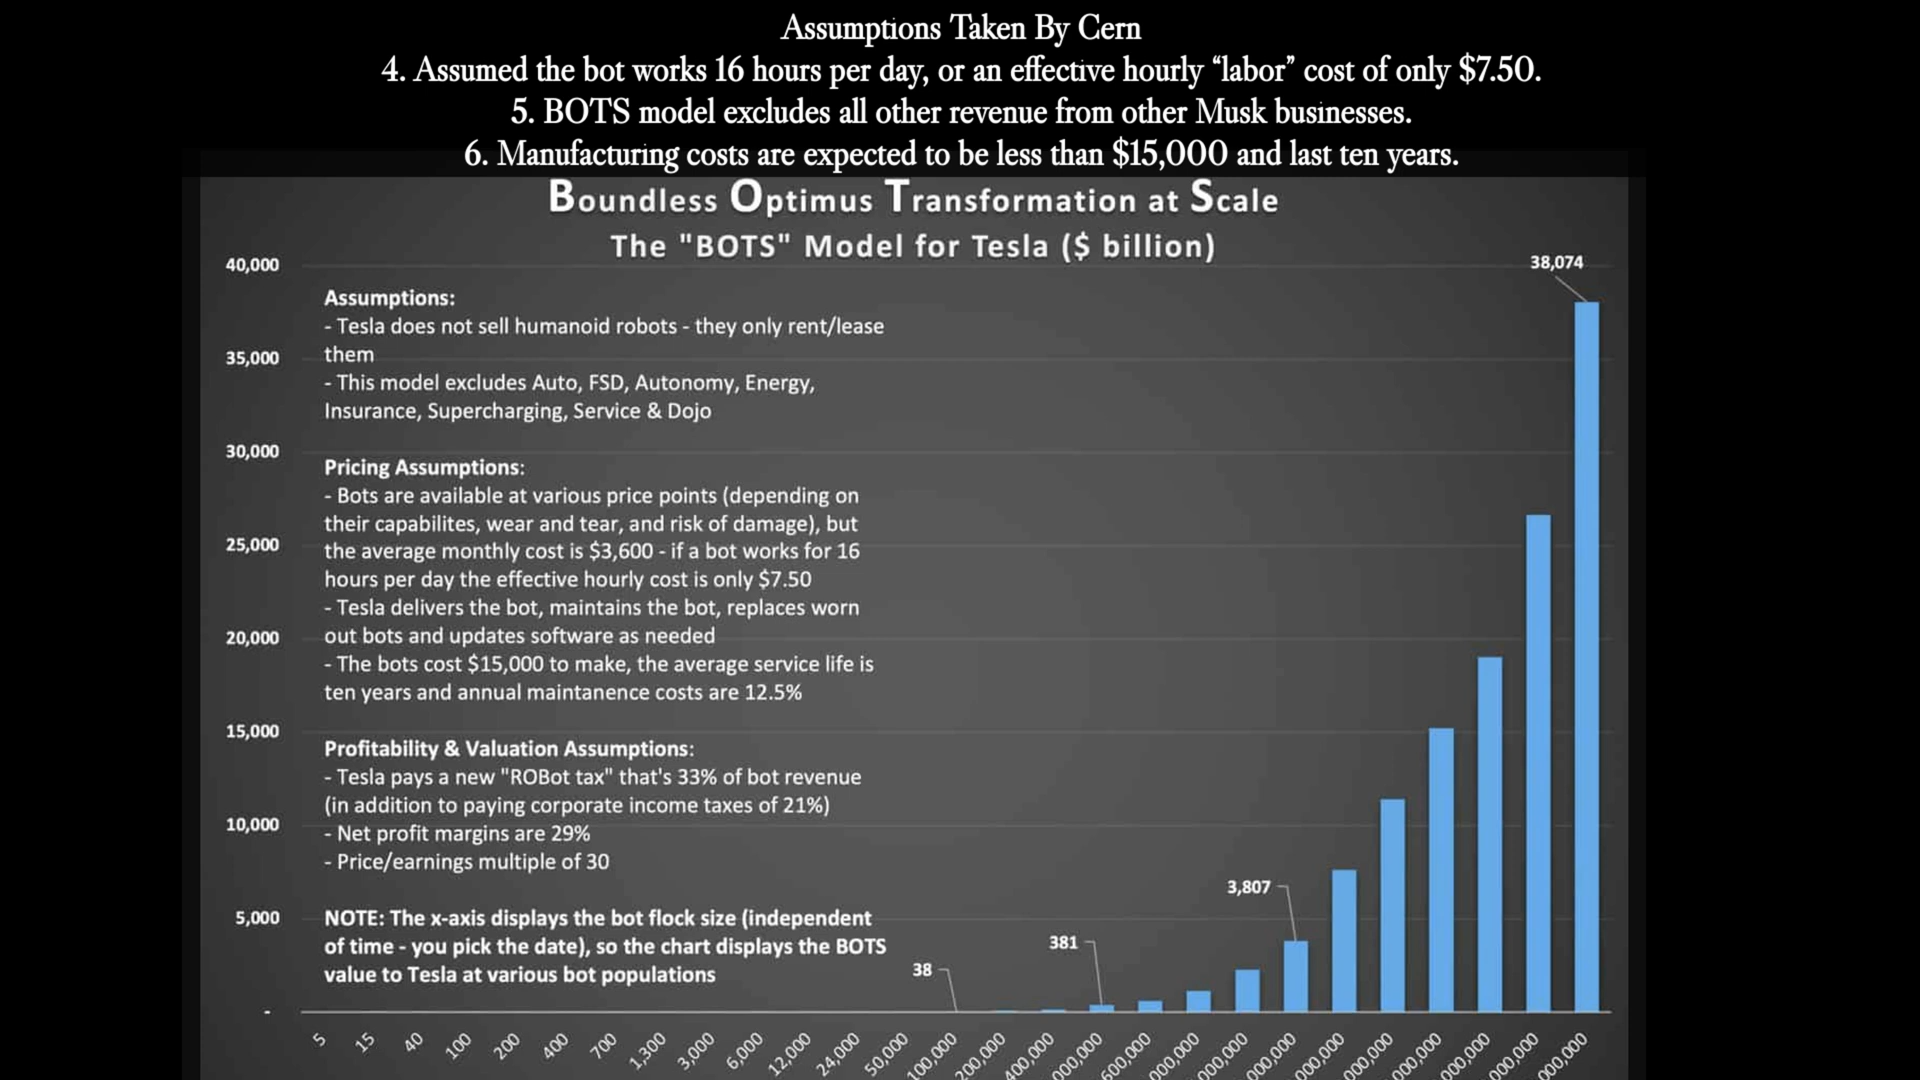 Assumptions Taken By Cern
4. Assumed the bot works 16 hours per day, or an effective hourly “labor” cost of only $7.50.
5. BOTS model excludes all other revenue from other Musk businesses.
6. Manufacturing costs are expected to be less than $15,000 and last ten years.
Boundless Optimus Transformation at Scale
The "BOTS" Model for Tesla ($ billion)
40,000
35,000
30,000
25,000
20,000
15,000
10,000
5,000
-
Assumptions:
- Tesla does not sell humanoid robots - they only rent/lease
them
- This model excludes Auto, FSD, Autonomy, Energy,
Insurance, Supercharging, Service & Dojo
Pricing Assumptions:
- Bots are available at various price points (depending on
their capabilites, wear and tear, and risk of damage), but
the average monthly cost is $3,600 - if a bot works for 16
hours per day the effective hourly cost is only $7.50
- Tesla delivers the bot, maintains the bot, replaces worn
out bots and updates software as needed
- The bots cost $15,000 to make, the average service life is
ten years and annual maintanence costs are 12.5%
Profitability & Valuation Assumptions:
- Tesla pays a new "ROBot tax" that's 33% of bot revenue
(in addition to paying corporate income taxes of 21%)
- Net profit margins are 29%
- Price/earnings multiple of 30
NOTE: The x-axis displays the bot flock size (independent
of time - you pick the date), so the chart displays the BOTS
value to Tesla at various bot populations
38
381
3,807
38,074
5
15
40
100
200
400
700
1,300
3,000
6,000
12,000
24,000
50,000
100,000
200,000